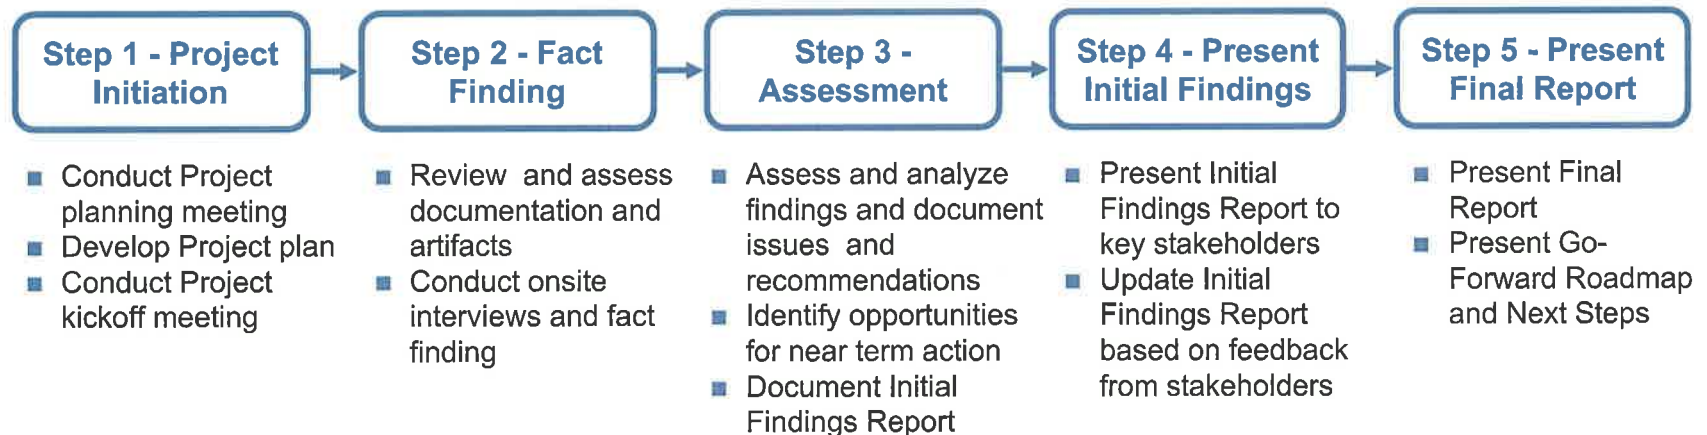 Step 1 - Project
Initiation
Step 2 - Fact
Finding
Step 3 -
Assessment
Step 4 - Present
Initial Findings
Step 5 - Present
Final Report
Conduct Project
planning meeting
Develop Project plan
Conduct Project
kickoff meeting
Review and assess
documentation and
artifacts
Conduct onsite
interviews and fact
finding
Assess and analyze
findings and document
issues and
recommendations
Identify opportunities
for near term action
Document Initial
Findings Report
Present Initial
Findings Report to
key stakeholders
Update Initial
Findings Report
based on feedback
from stakeholders
Present Final
Report
Present Go-
Forward Roadmap
and Next Steps